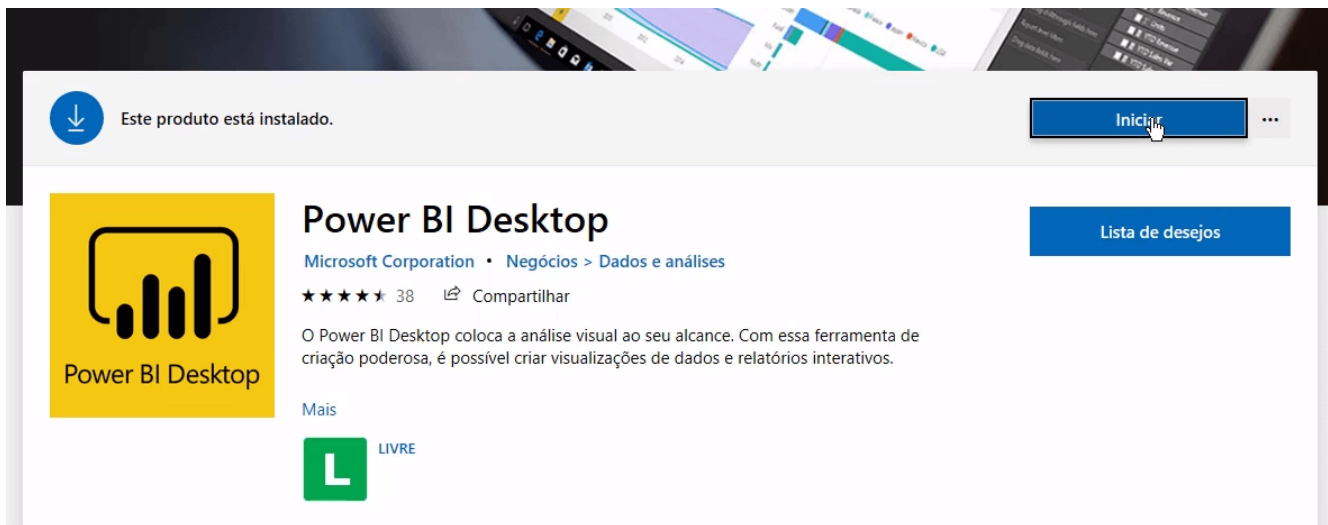 Este produto está instalado.
Iniciar
...
Power BI Desktop
Power BI Desktop
Microsoft Corporation • Negócios > Dados e análises
38 Compartilhar
O Power BI Desktop coloca a análise visual ao seu alcance. Com essa ferramenta de
criação poderosa, é possível criar visualizações de dados e relatórios interativos.
Mais
L LIVRE
Lista de desejos